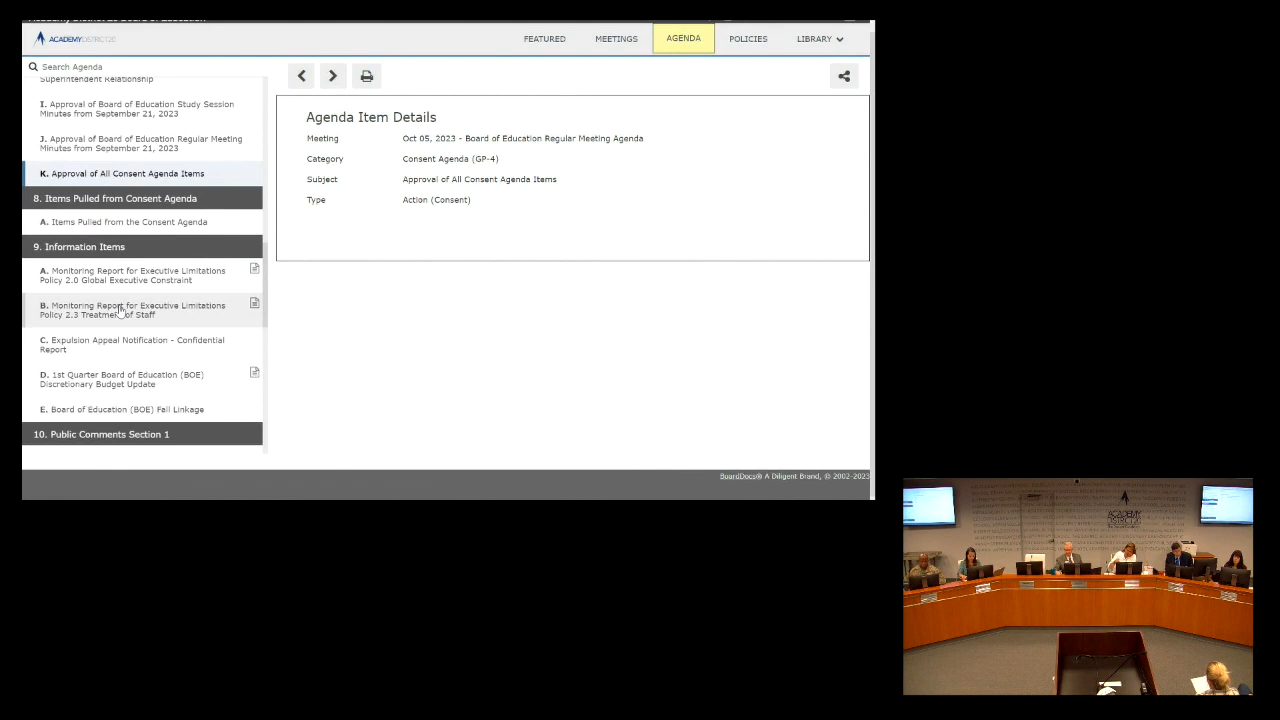 ACADEMYDISTRICT20
FEATURED
MEETINGS
AGENDA
POLICIES
LIBRARY
Search Agenda
Superintendent Relationship
I. Approval of Board of Education Study Session
Minutes from September 21, 2023
J. Approval of Board of Education Regular Meeting
Minutes from September 21, 2023
K. Approval of All Consent Agenda Items
8. Items Pulled from Consent Agenda
A. Items Pulled from the Consent Agenda
9. Information Items
A. Monitoring Report for Executive Limitations
Policy 2.0 Global Executive Constraint
B. Monitoring Report for Executive Limitations
Policy 2.3 Treatment of Staff
C. Expulsion Appeal Notification - Confidential
Report
D. 1st Quarter Board of Education (BOE)
Discretionary Budget Update
E. Board of Education (BOE) Fall Linkage
10. Public Comments Section 1
Agenda Item Details
Meeting Oct 05, 2023 - Board of Education Regular Meeting Agenda
Category Consent Agenda (GP-4)
Subject Approval of All Consent Agenda Items
Type Action (Consent)
BoardDocs® A Diligent Brand, © 2002-2023
ACADEMY